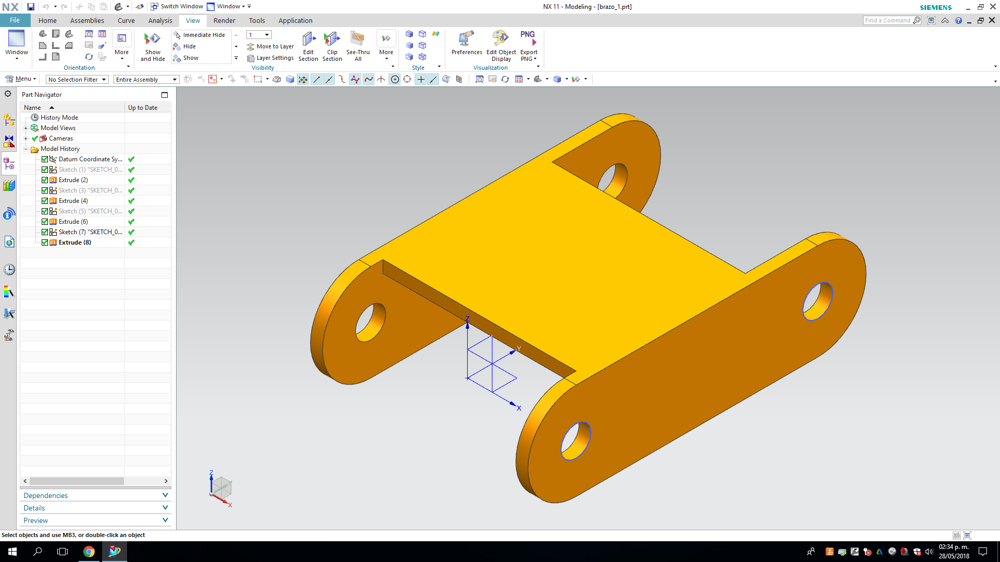 NX
Switch Window
Window
NX 11 - Modeling - [brazo_1.prt]
SIEMENS
File
Home
Assemblies
Curve
Analysis
View
Render
Tools
Application
Find a Command
Window
More
Orientation
Show and Hide
Immediate Hide
Hide
Show
1
Move to Layer
Layer Settings
Edit Section
Clip Section
See-Thru All
More
Visibility
Style
Preferences
Edit Object Display
PNG
Export PNG
Visualization
Menu
No Selection Filter
Entire Assembly
Part Navigator
Name
Up to Date
History Mode
Model Views
Cameras
Model History
Datum Coordinate Sy...
Sketch (1) "SKETCH_0...
Extrude (2)
Sketch (3) "SKETCH_0...
Extrude (4)
Sketch (5) "SKETCH_0...
Extrude (6)
Sketch (7) "SKETCH_0...
Extrude (8)
Z
Y
X
Z
X
Dependencies
Details
Preview
Select objects and use MB3, or double-click an object
02:34 p. m.
28/05/2018